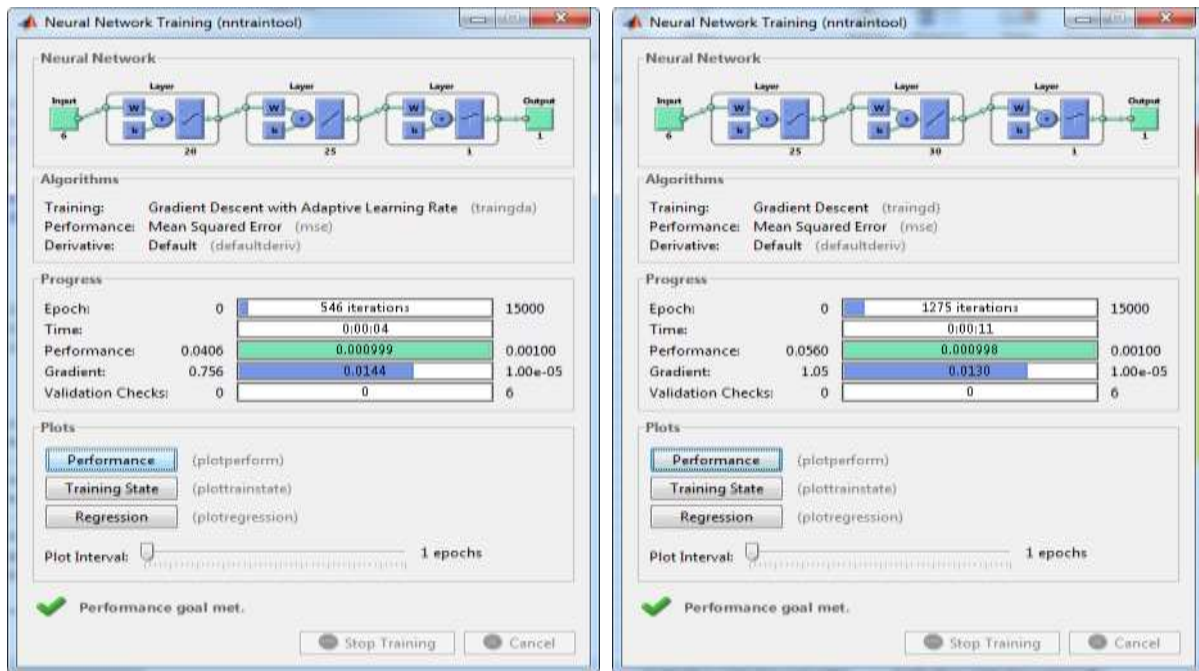 Neural Network Training (nntraintool)
Neural Network
Layer Layer Layer
Input Output
W W W
b b b
6 20 25 1 1
Algorithms
Training: Gradient Descent with Adaptive Learning Rate (traingda)
Performance: Mean Squared Error (mse)
Derivative: Default (defaultderiv)
Progress
Epoch: 0 546 iterations 15000
Time: 0:00:04
Performance: 0.0406 0.000999 0.00100
Gradient: 0.756 0.0144 1.00e-05
Validation Checks: 0 0 6
Plots
Performance (plotperform)
Training State (plottrainstate)
Regression (plotregression)
Plot Interval: 1 epochs
Performance goal met.
Stop Training Cancel
Neural Network Training (nntraintool)
Neural Network
Layer Layer Layer
Input Output
W W W
b b b
6 25 30 1 1
Algorithms
Training: Gradient Descent (traingd)
Performance: Mean Squared Error (mse)
Derivative: Default (defaultderiv)
Progress
Epoch: 0 1275 iterations 15000
Time: 0:00:11
Performance: 0.0560 0.000998 0.00100
Gradient: 1.05 0.0130 1.00e-05
Validation Checks: 0 0 6
Plots
Performance (plotperform)
Training State (plottrainstate)
Regression (plotregression)
Plot Interval: 1 epochs
Performance goal met.
Stop Training Cancel